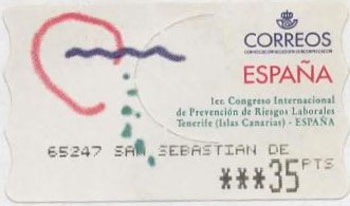 CORREOS
ESPAÑA
1er. Congreso Internacional
de Prevención de Riesgos Laborales
Tenerife (Islas Canarias) - ESPAÑA
65247 SAN SEBASTIAN DE
***35 PTS